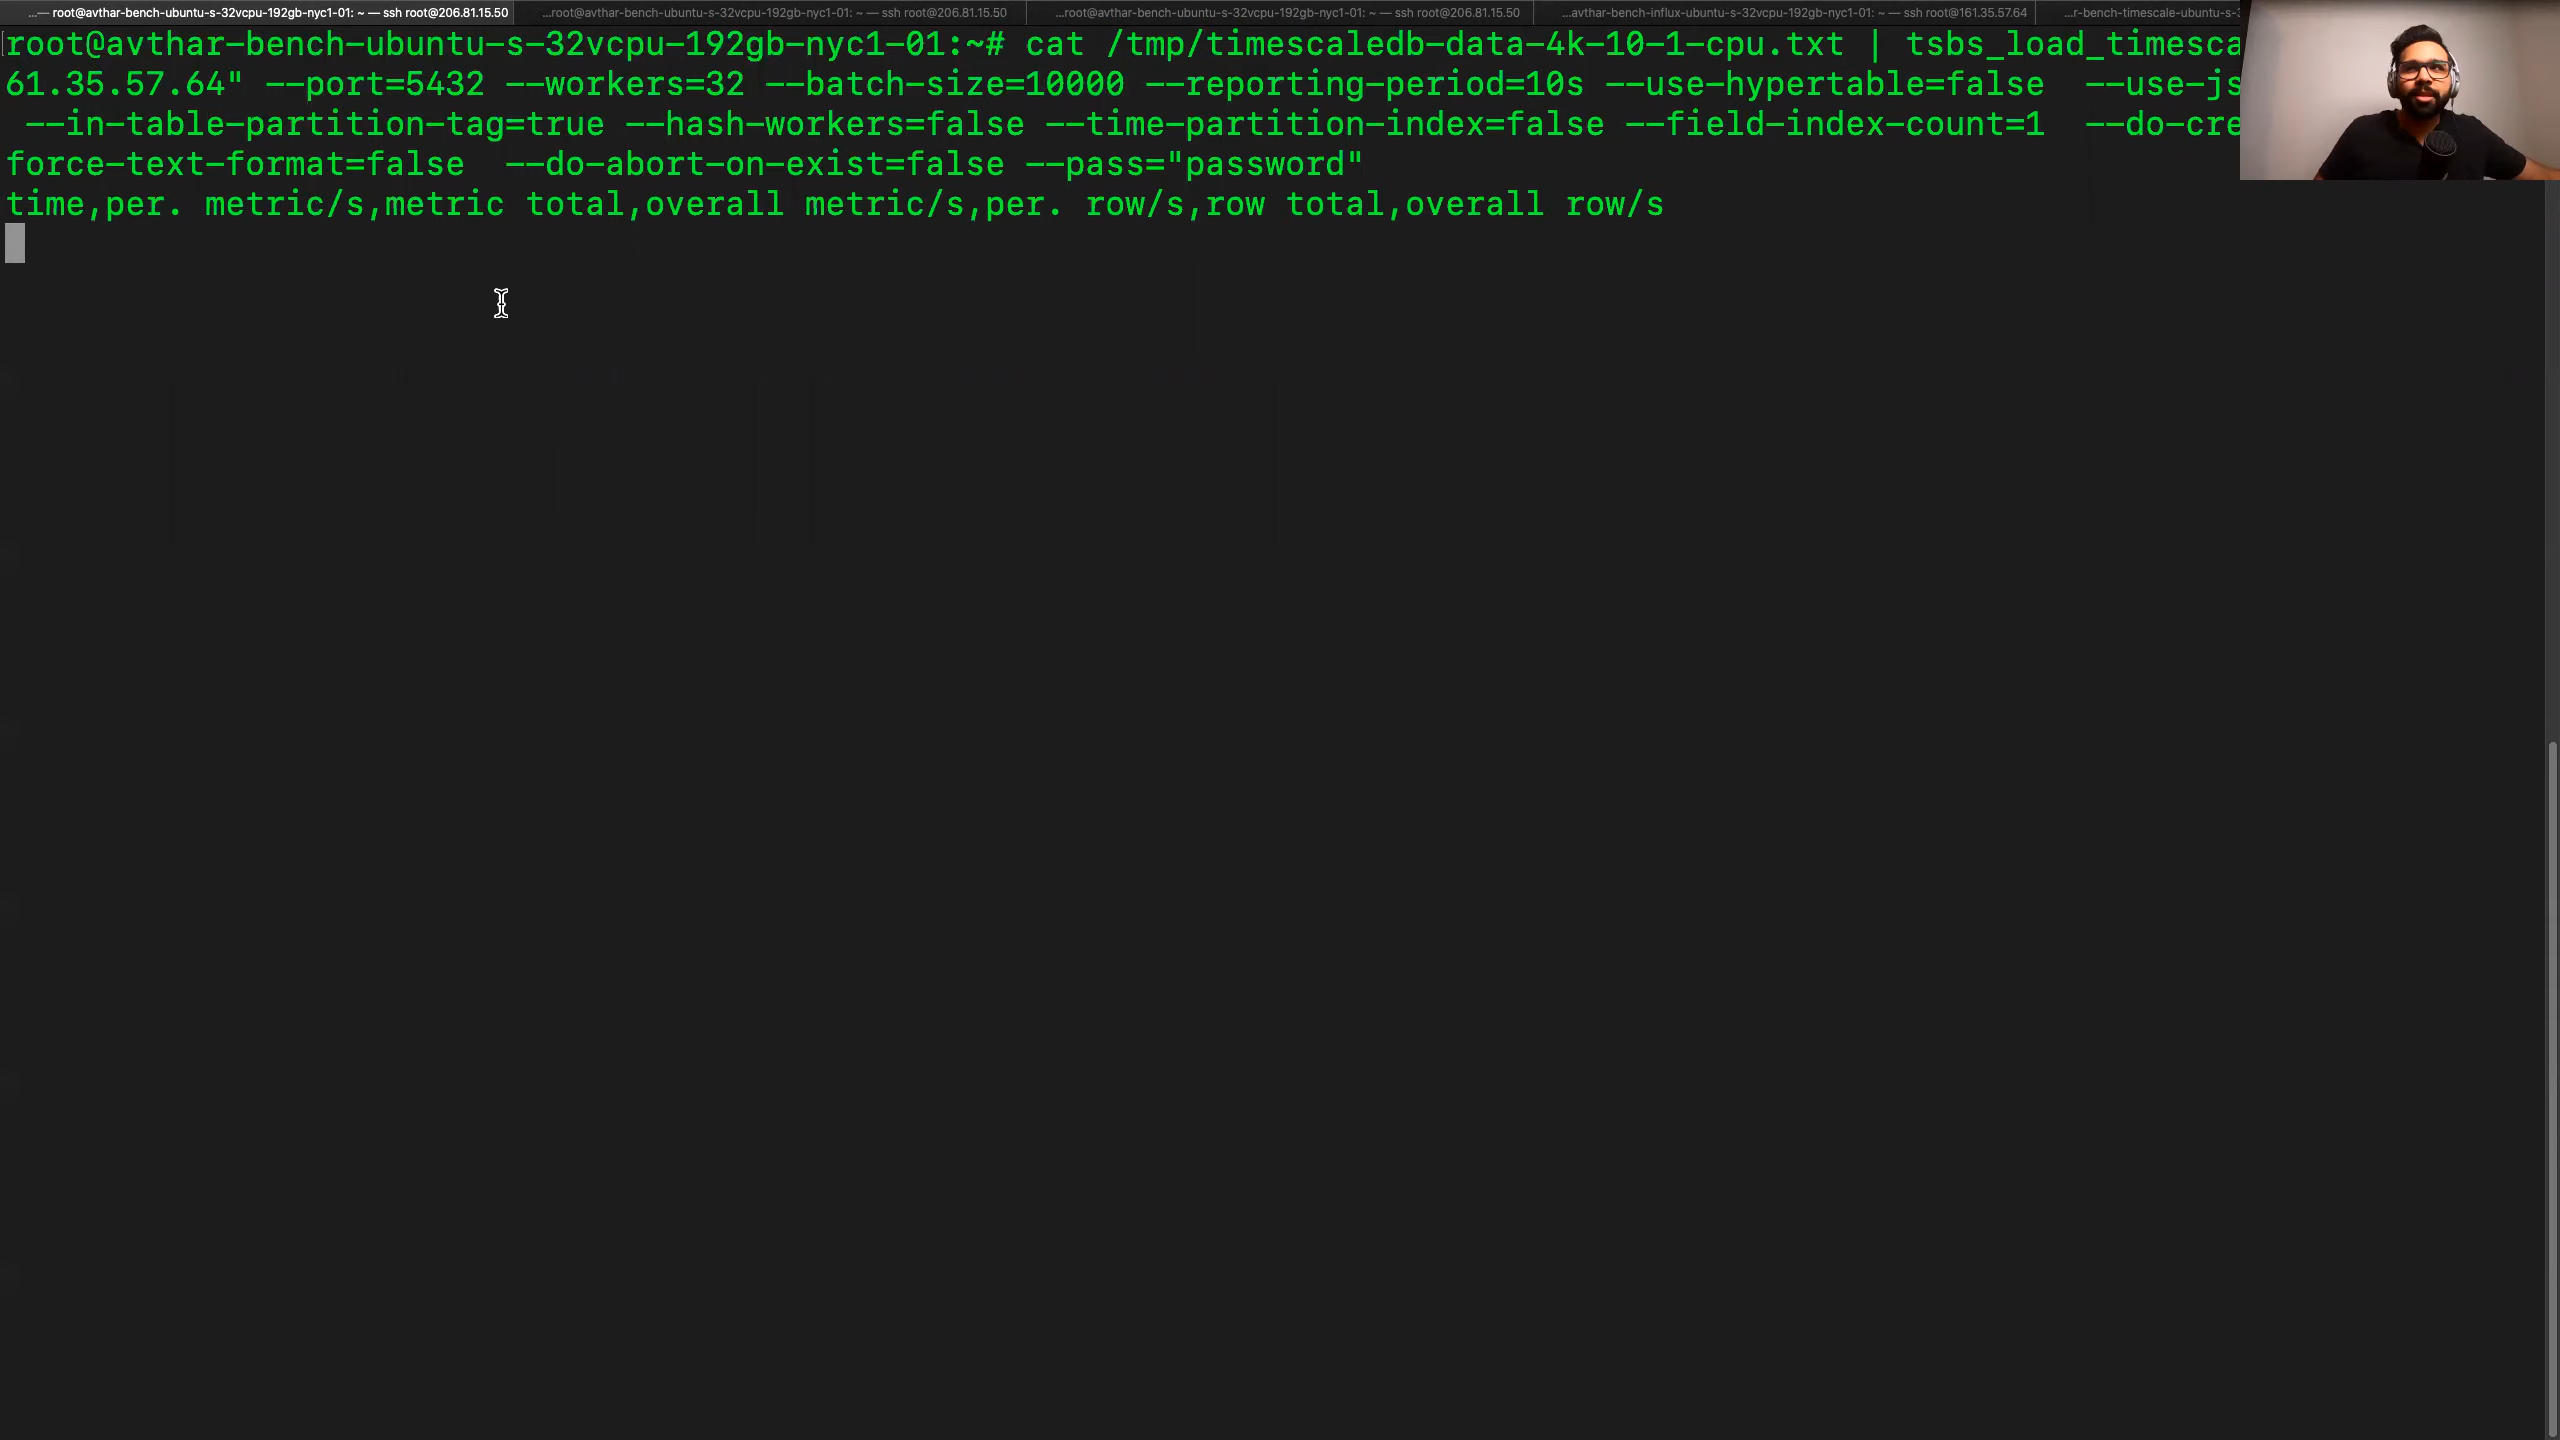 ...— root@avthar-bench-ubuntu-s-32vcpu-192gb-nyc1-01: ~ — ssh root@206.81.15.50
...root@avthar-bench-ubuntu-s-32vcpu-192gb-nyc1-01: ~ — ssh root@206.81.15.50
...root@avthar-bench-ubuntu-s-32vcpu-192gb-nyc1-01: ~ — ssh root@206.81.15.50
...avthar-bench-influx-ubuntu-s-32vcpu-192gb-nyc1-01: ~ — ssh root@161.35.57.64
...r-bench-timescale-ubuntu-s-
root@avthar-bench-ubuntu-s-32vcpu-192gb-nyc1-01:~# cat /tmp/timescaledb-data-4k-10-1-cpu.txt | tsbs_load_timesca
61.35.57.64" --port=5432 --workers=32 --batch-size=10000 --reporting-period=10s --use-hypertable=false  --use-js
--in-table-partition-tag=true --hash-workers=false --time-partition-index=false --field-index-count=1  --do-cre
force-text-format=false  --do-abort-on-exist=false --pass="password"
time,per. metric/s,metric total,overall metric/s,per. row/s,row total,overall row/s